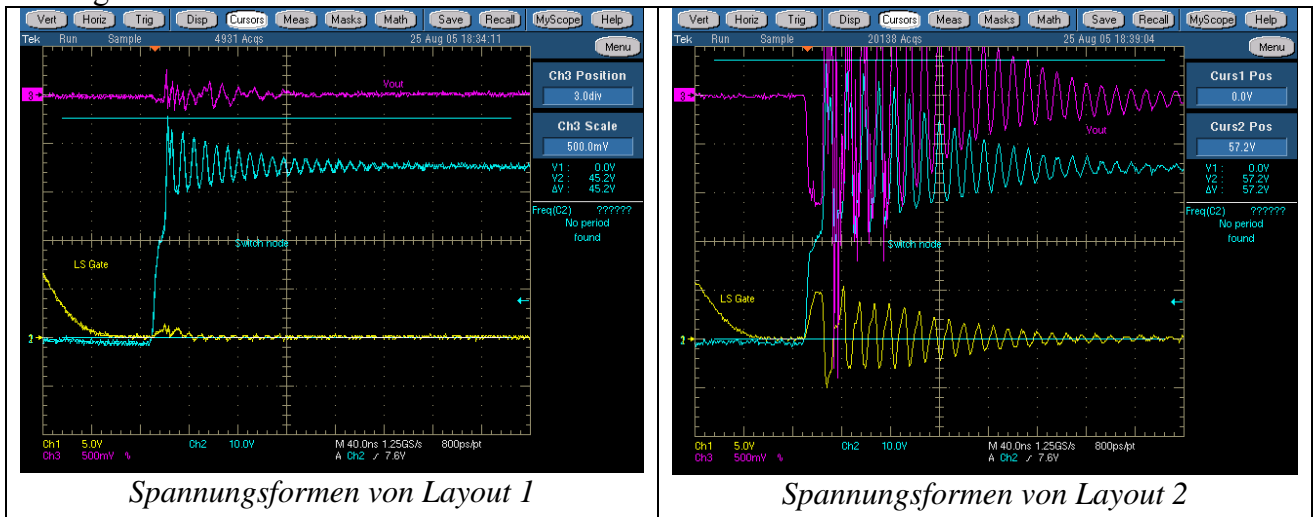 Vert Horiz Trig Disp Cursors Meas Masks Math Save Recall MyScope Help
Tek Run Sample 4931 Acqs 25 Aug 05 18:34:11
Menu
Ch3 Position
3.0div
Ch3 Scale
500.0mV
V1 : 0.0V
V2 : 45.2V
ΔV : 45.2V
Freq(C2) ??????
No period
found
3
Vout
Switch node
LS Gate
2
Ch1 5.0V Ch2 10.0V M 40.0ns 1.25GS/s 800ps/pt
Ch3 500mV A Ch2 7.6V
Spannungsformen von Layout 1
Vert Horiz Trig Disp Cursors Meas Masks Math Save Recall MyScope Help
Tek Run Sample 20138 Acqs 25 Aug 05 18:39:04
Menu
Curs1 Pos
0.0V
Curs2 Pos
57.2V
V1 : 0.0V
V2 : 57.2V
ΔV : 57.2V
Freq(C2) ??????
No period
found
3
Vout
Switch node
LS Gate
2
Ch1 5.0V Ch2 10.0V M 40.0ns 1.25GS/s 800ps/pt
Ch3 500mV A Ch2 7.6V
Spannungsformen von Layout 2